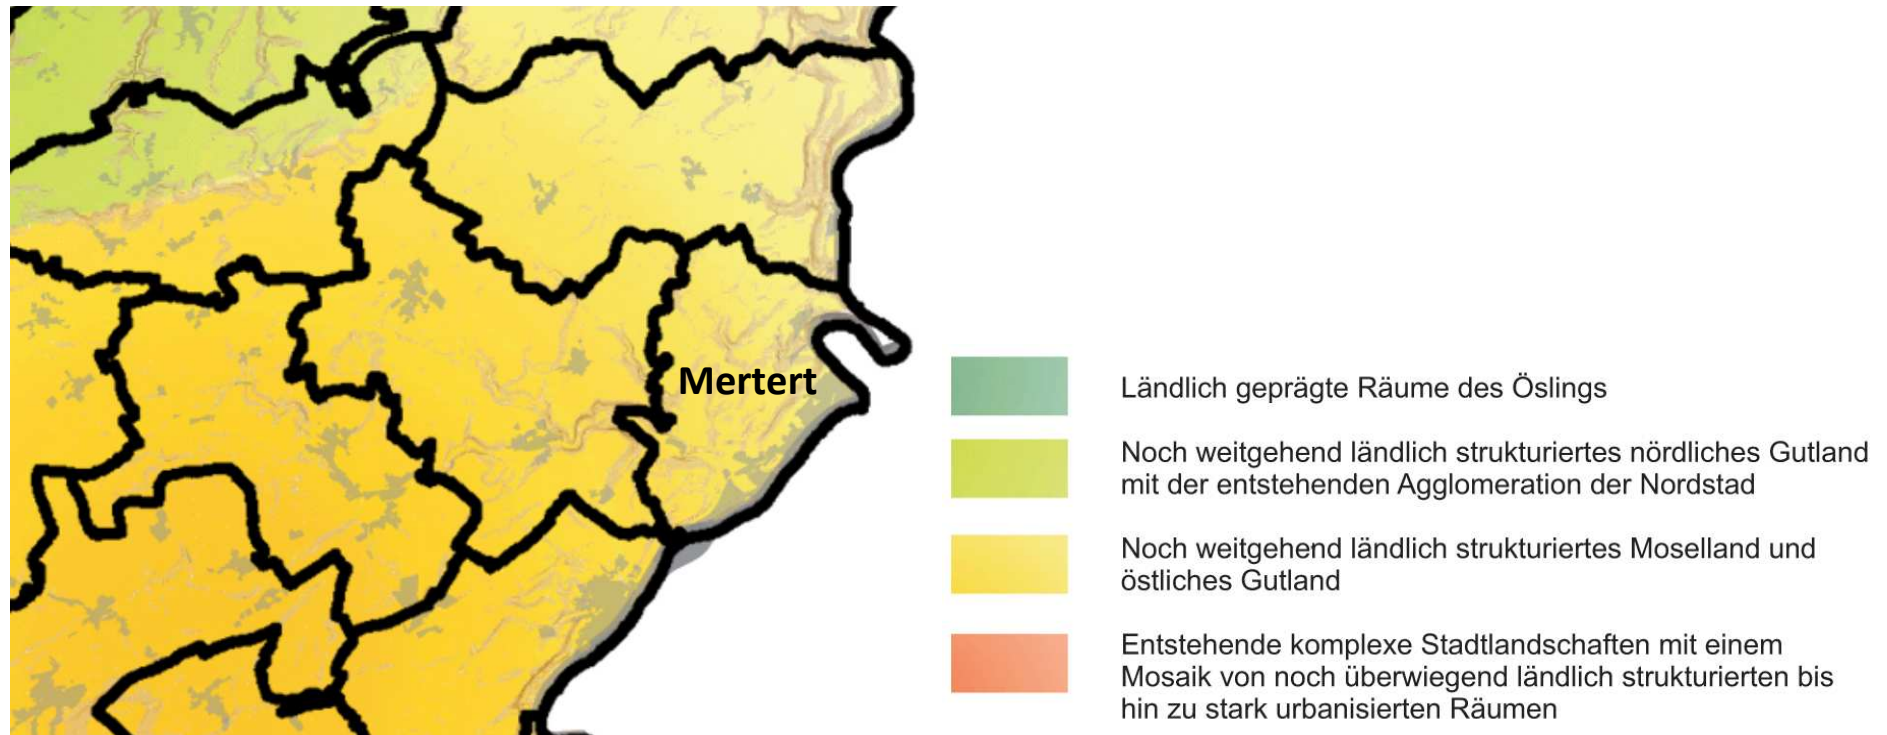 Mertert
Ländlich geprägte Räume des Öslings
Noch weitgehend ländlich strukturiertes nördliches Gutland
mit der entstehenden Agglomeration der Nordstad
Noch weitgehend ländlich strukturiertes Moselland und
östliches Gutland
Entstehende komplexe Stadtlandschaften mit einem
Mosaik von noch überwiegend ländlich strukturierten bis
hin zu stark urbanisierten Räumen